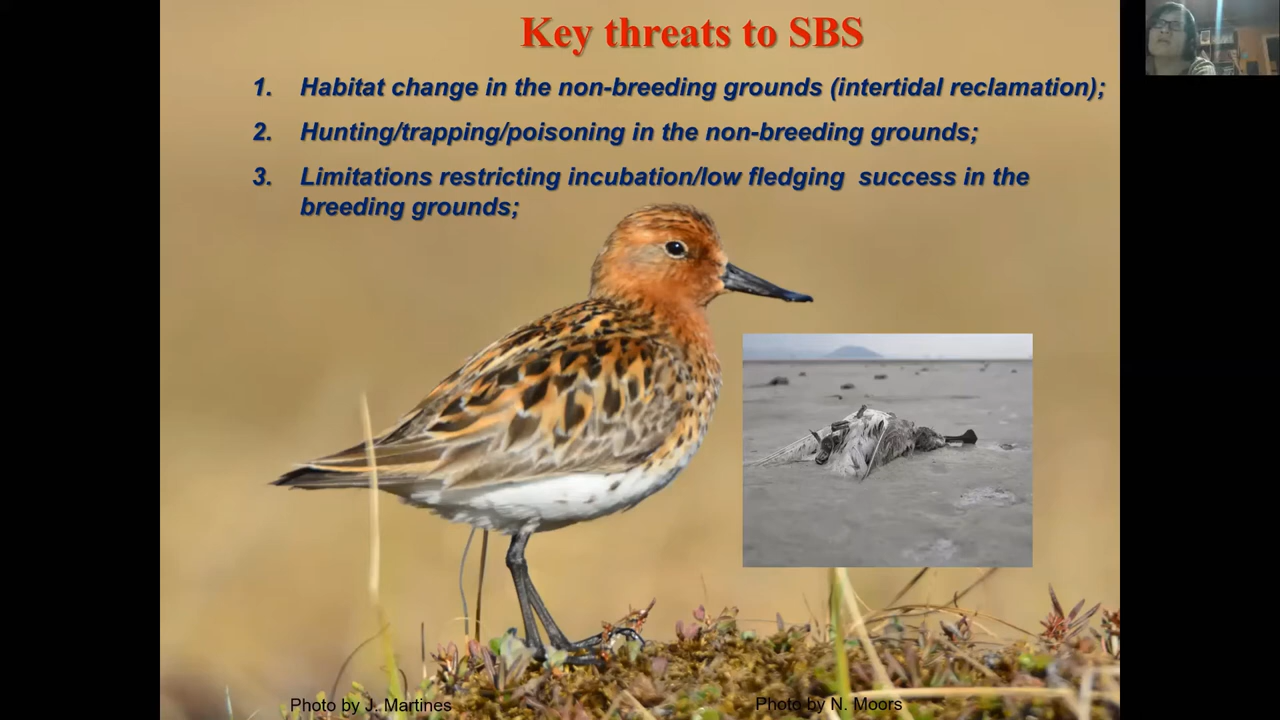 Key threats to SBS
1. Habitat change in the non-breeding grounds (intertidal reclamation);
2. Hunting/trapping/poisoning in the non-breeding grounds;
3. Limitations restricting incubation/low fledging  success in the
breeding grounds;
Photo by J. Martines
Photo by N. Moors